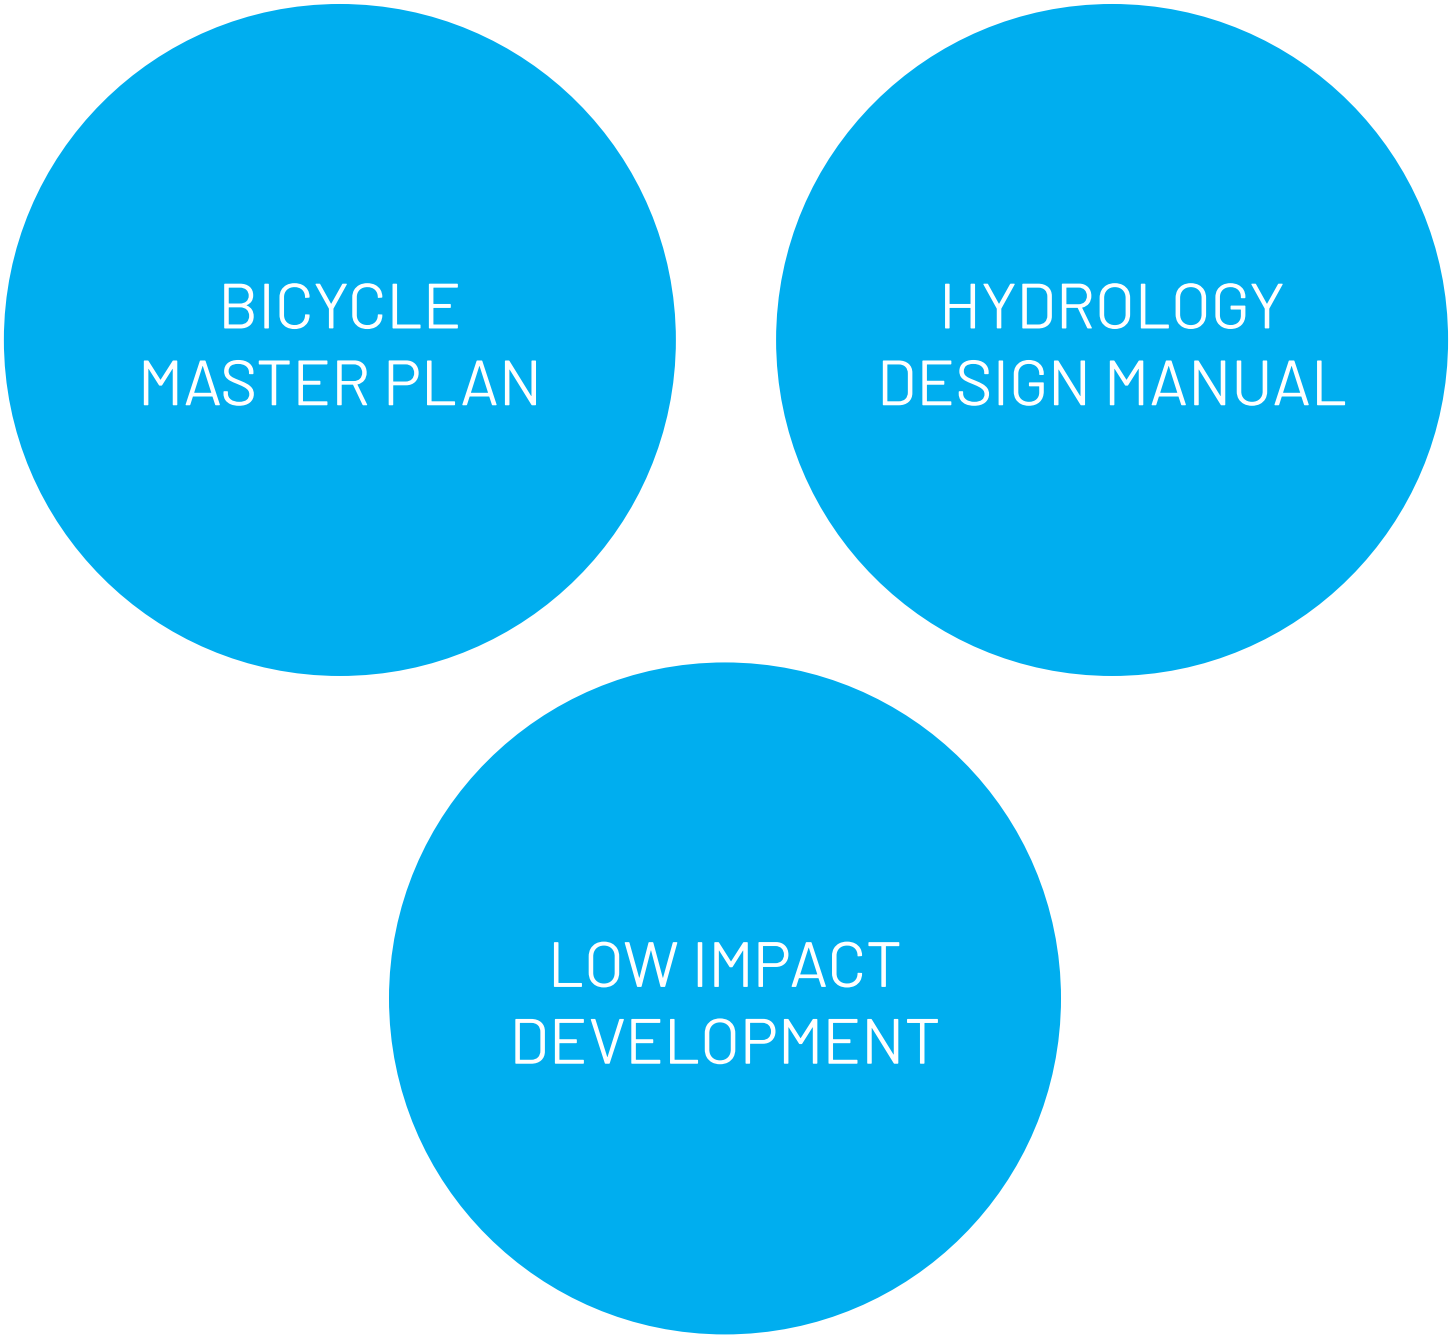 BICYCLE
MASTER PLAN
HYDROLOGY
DESIGN MANUAL
LOW IMPACT
DEVELOPMENT